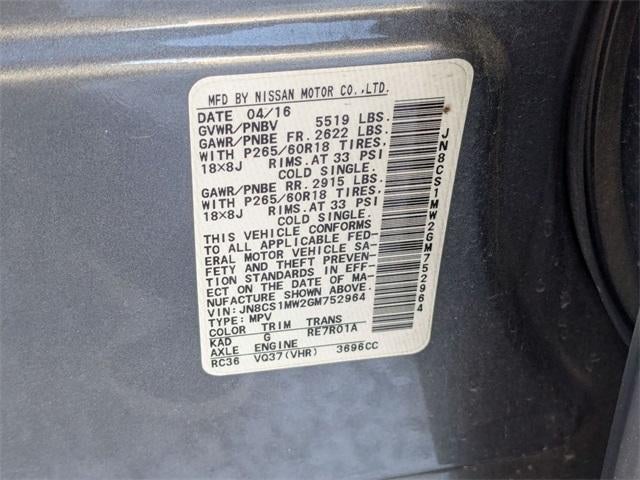 MFD BY NISSAN MOTOR CO.,LTD.
DATE 04/16
GVWR/PNBV 5519 LBS.
GAWR/PNBE FR. 2622 LBS.
WITH P265/60R18 TIRES,
18×8J RIMS.AT 33 PSI
COLD SINGLE.
GAWR/PNBE RR. 2915 LBS.
WITH P265/60R18 TIRES,
18×8J RIMS.AT 33 PSI
COLD SINGLE.
THIS VEHICLE CONFORMS
TO ALL APPLICABLE FED-
ERAL MOTOR VEHICLE SA-
FETY AND THEFT PREVEN-
TION STANDARDS IN EFF-
ECT ON THE DATE OF MA-
NUFACTURE SHOWN ABOVE.
VIN:JN8CS1MW2GM752964
TYPE:MPV
COLOR TRIM TRANS
KAD G RE7R01A
AXLE ENGINE
RC36 VQ37(VHR) 3696CC
JN8CS1MW2GM752964